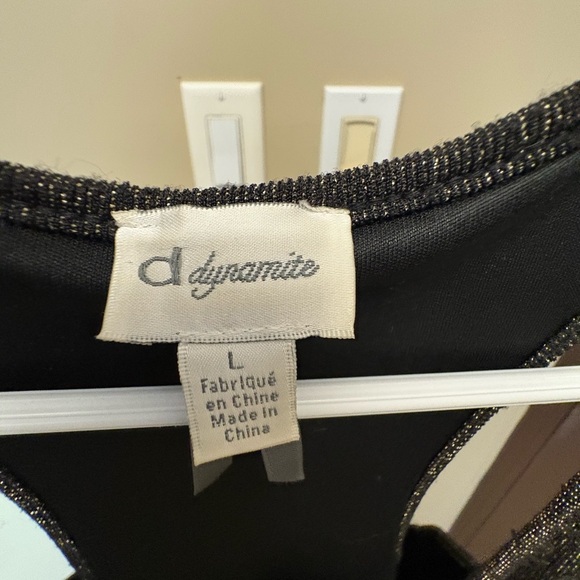 d dynamite
L
Fabriqué
en Chine
Made in
China